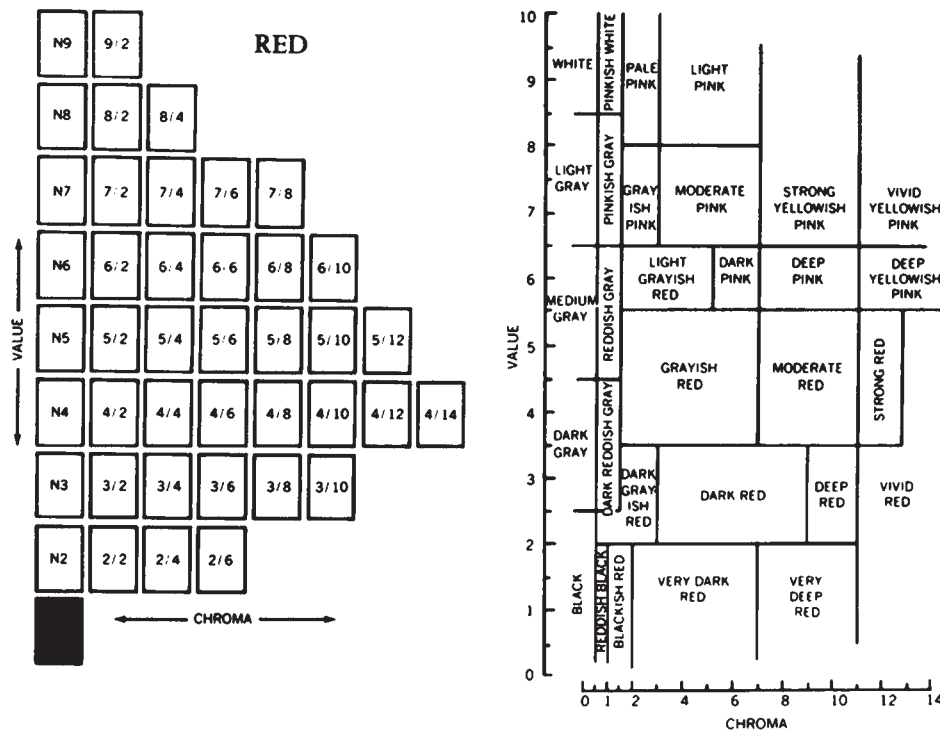 RED
N9 9/2
N8 8/2 8/4
N7 7/2 7/4 7/6 7/8
N6 6/2 6/4 6/6 6/8 6/10
N5 5/2 5/4 5/6 5/8 5/10 5/12
N4 4/2 4/4 4/6 4/8 4/10 4/12 4/14
N3 3/2 3/4 3/6 3/8 3/10
N2 2/2 2/4 2/6
VALUE
CHROMA
10
9
8
7
6
5
4
3
2
1
0
VALUE
WHITE
LIGHT
GRAY
MEDIUM
GRAY
DARK
GRAY
BLACK
PINKISH WHITE
PINKISH GRAY
REDDISH GRAY
DARK REDDISH GRAY
REDDISH BLACK
BLACKISH RED
PALE
PINK
LIGHT
PINK
GRAY
ISH
PINK
MODERATE
PINK
STRONG
YELLOWISH
PINK
VIVID
YELLOWISH
PINK
LIGHT
GRAYISH
RED
DARK
PINK
DEEP
PINK
DEEP
YELLOWISH
PINK
GRAYISH
RED
MODERATE
RED
STRONG RED
DARK
GRAY
ISH
RED
DARK RED
DEEP
RED
VIVID
RED
VERY DARK
RED
VERY
DEEP
RED
0 1 2 4 6 8 10 12 14
CHROMA